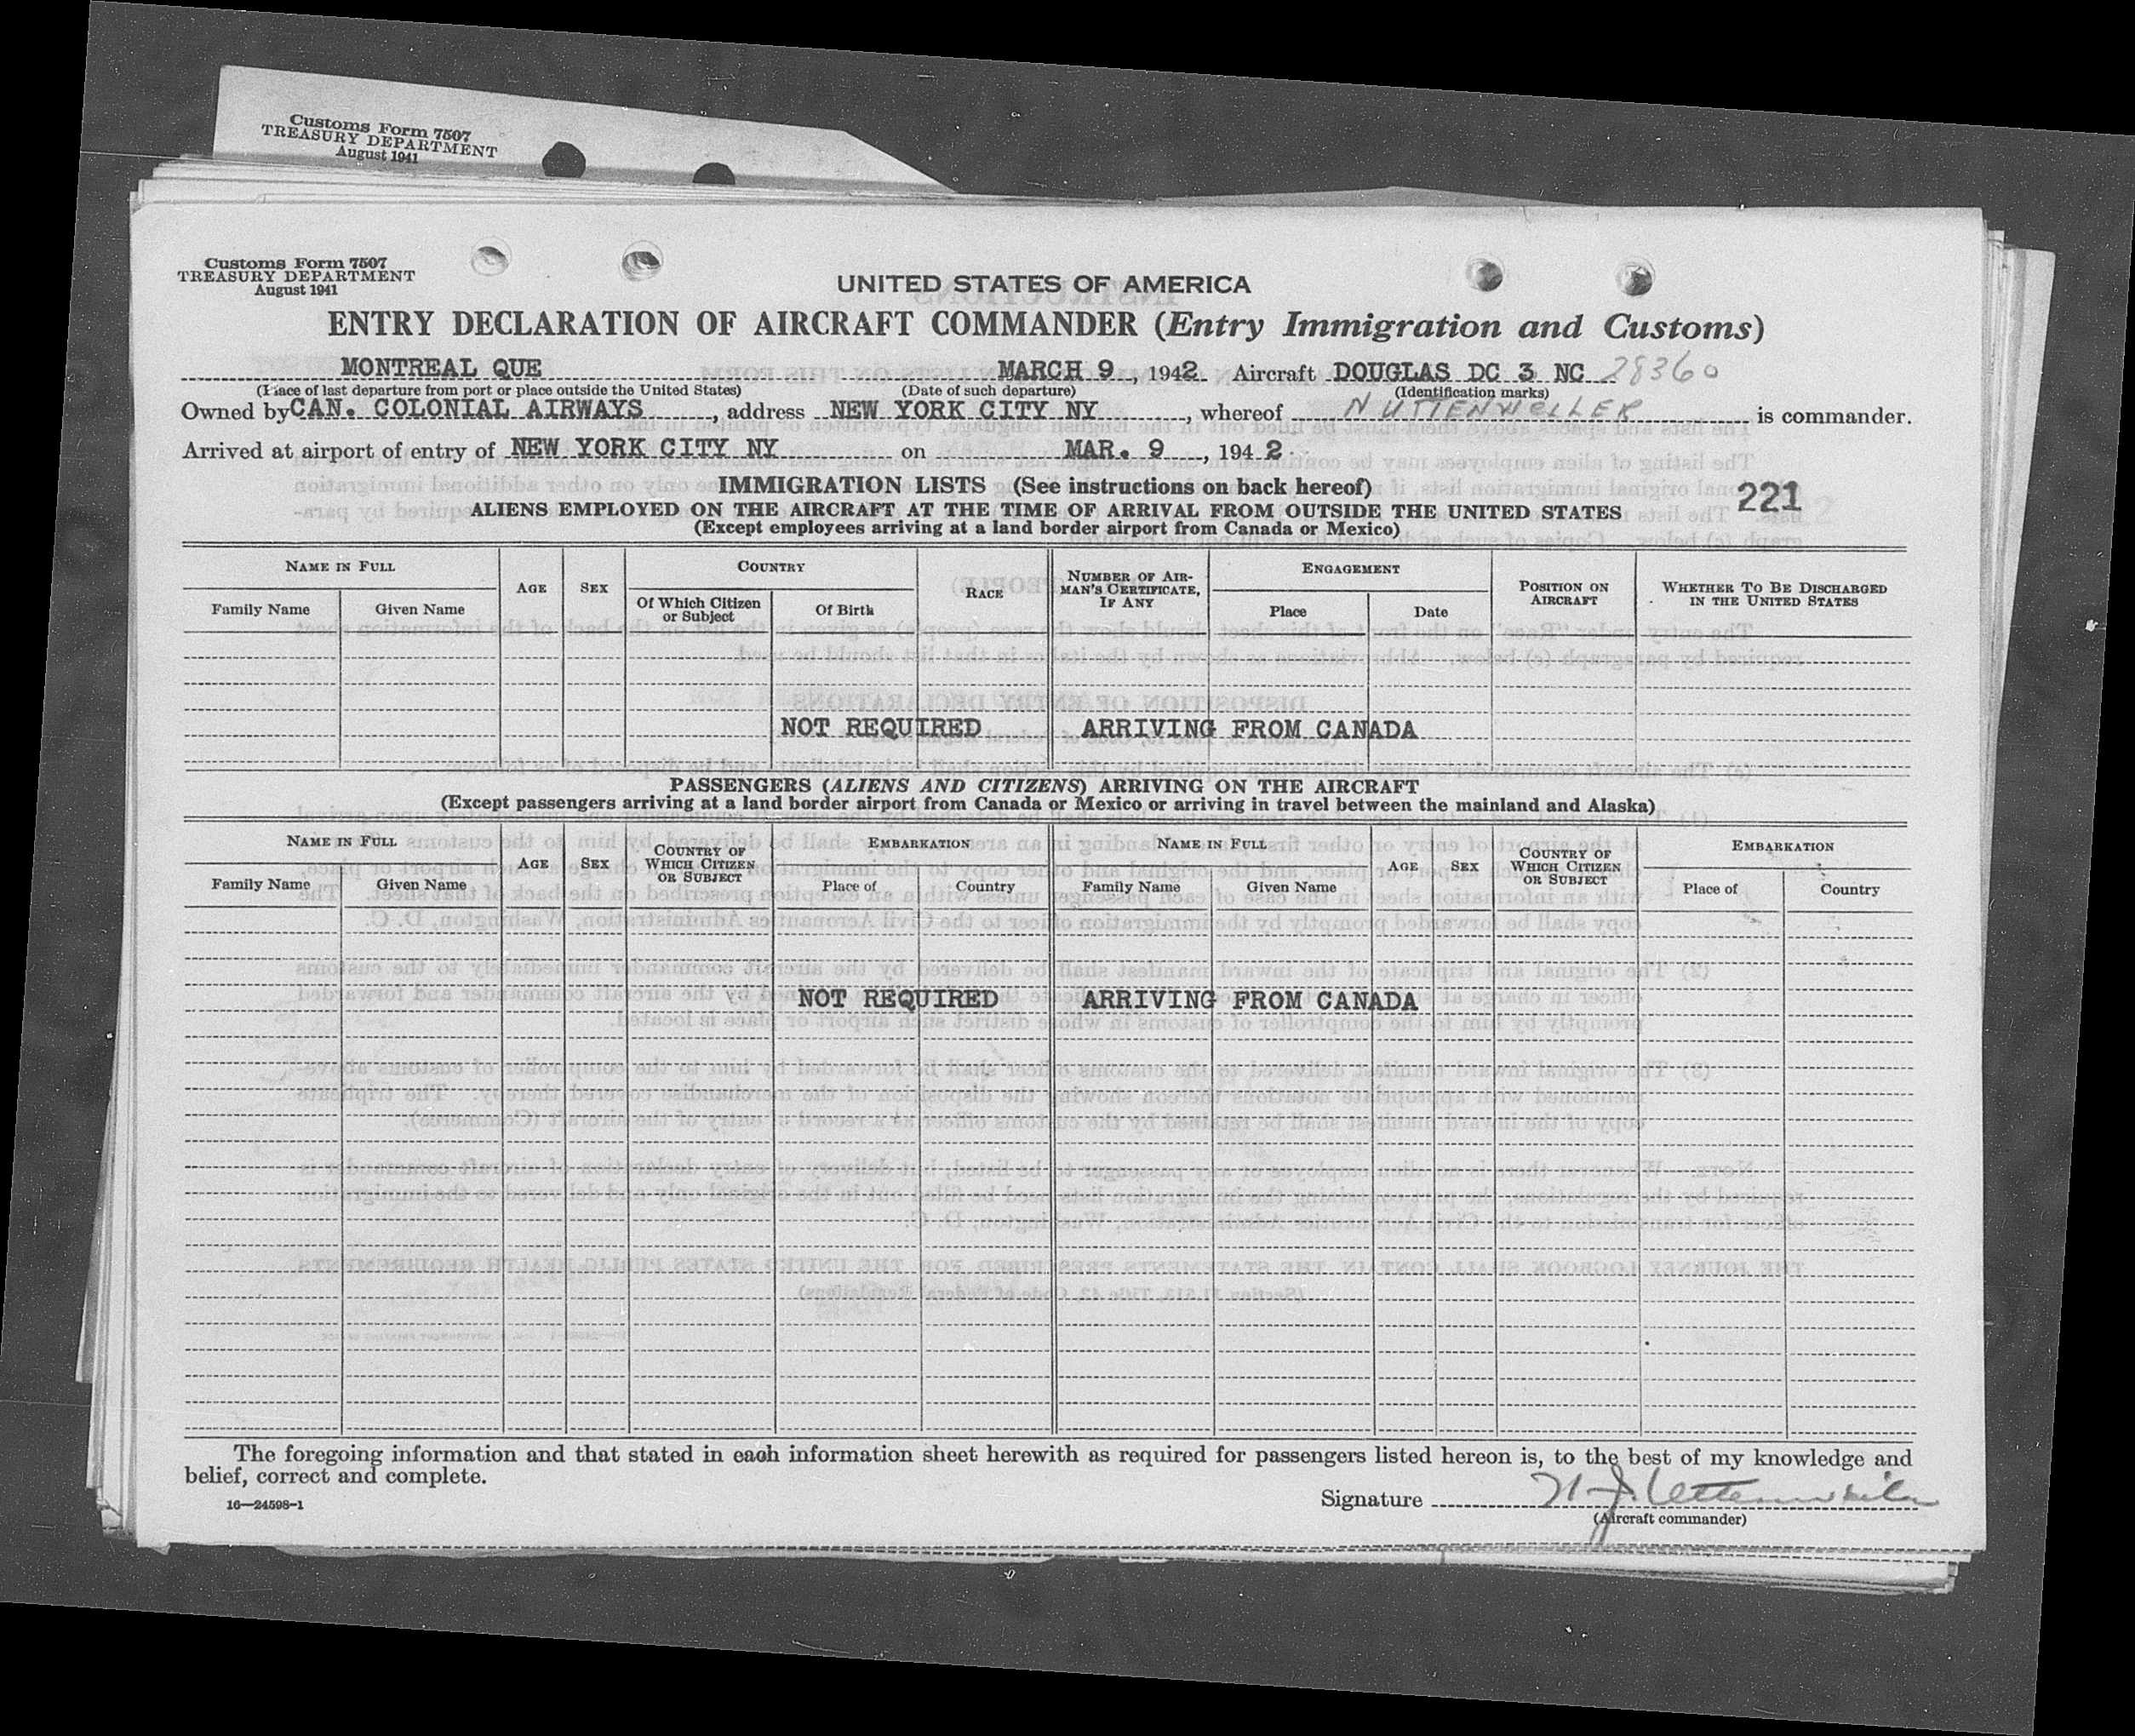 Customs Form 7507
TREASURY DEPARTMENT
August 1941
Customs Form 7507
TREASURY DEPARTMENT
August 1941
UNITED STATES OF AMERICA
ENTRY DECLARATION OF AIRCRAFT COMMANDER (Entry Immigration and Customs)
MONTREAL QUE MARCH 9, 1942 Aircraft DOUGLAS DC 3 NC 28360
(Place of last departure from port or place outside the United States) (Date of such departure) (Identification marks)
Owned by CAN. COLONIAL AIRWAYS, address NEW YORK CITY NY, whereof NUTTENWELLER is commander.
Arrived at airport of entry of NEW YORK CITY NY on MAR. 9, 1942
IMMIGRATION LISTS (See instructions on back hereof)
221
ALIENS EMPLOYED ON THE AIRCRAFT AT THE TIME OF ARRIVAL FROM OUTSIDE THE UNITED STATES
(Except employees arriving at a land border airport from Canada or Mexico)
NAME IN FULL AGE SEX COUNTRY RACE NUMBER OF AIRMAN'S CERTIFICATE, IF ANY ENGAGEMENT POSITION ON AIRCRAFT WHETHER TO BE DISCHARGED IN THE UNITED STATES
Family Name Given Name Of Which Citizen or Subject Of Birth Place Date
NOT REQUIRED ARRIVING FROM CANADA
PASSENGERS (ALIENS AND CITIZENS) ARRIVING ON THE AIRCRAFT
(Except passengers arriving at a land border airport from Canada or Mexico or arriving in travel between the mainland and Alaska)
NAME IN FULL AGE SEX COUNTRY OF WHICH CITIZEN OR SUBJECT EMBARKATION NAME IN FULL AGE SEX COUNTRY OF WHICH CITIZEN OR SUBJECT EMBARKATION
Family Name Given Name Place of Country Family Name Given Name Place of Country
NOT REQUIRED ARRIVING FROM CANADA
The foregoing information and that stated in each information sheet herewith as required for passengers listed hereon is, to the best of my knowledge and
belief, correct and complete.
16—24598-1
Signature
(Aircraft commander)